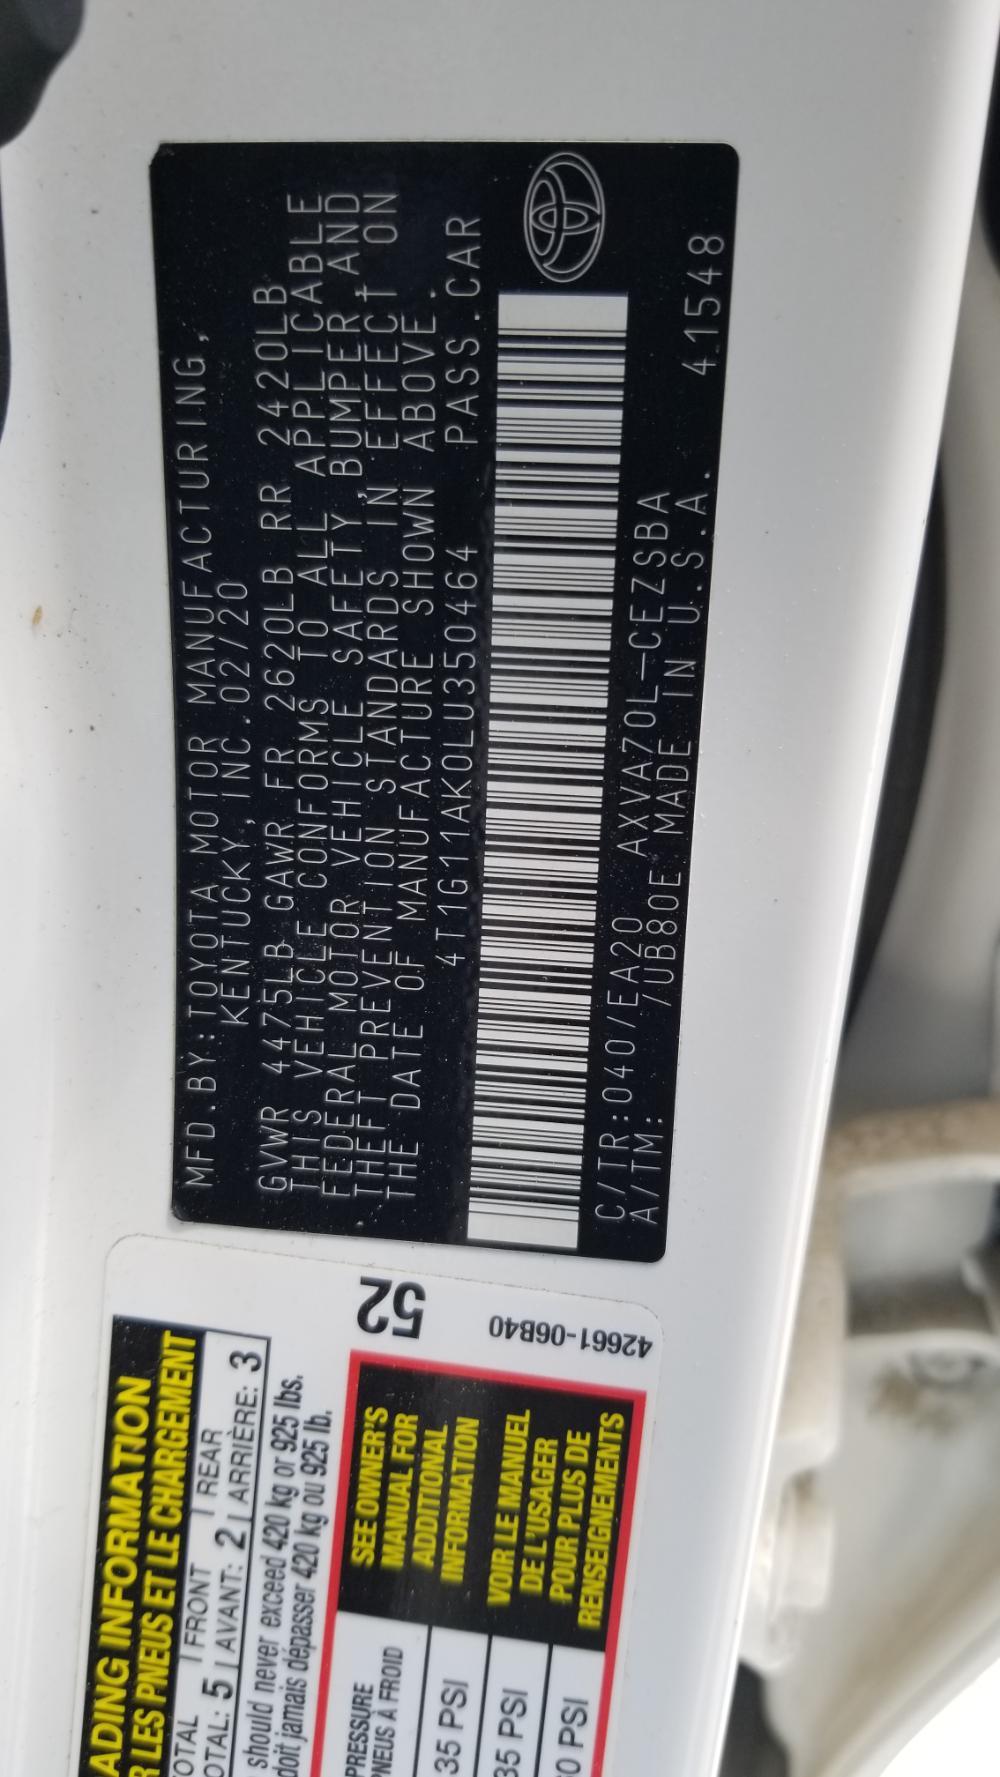 MFD.BY:TOYOTA MOTOR MANUFACTURING,
KENTUCKY, INC.02/20
GVWR 4475LB GAWR FR 2620LB RR 2420LB
THIS VEHICLE CONFORMS TO ALL APPLICABLE
FEDERAL MOTOR VEHICLE SAFETY,BUMPER,AND
THEFT PREVENTION STANDARDS IN EFFECT ON
THE DATE OF MANUFACTURE SHOWN ABOVE.
4T1G11AK0LU350464 PASS.CAR
C/TR:040/EA20 AXVA70L-CEZSBA
A/TM: /UB80E MADE IN U.S.A. 41548
ADING INFORMATION
R LES PNEUS ET LE CHARGEMENT
OTAL FRONT REAR
OTAL: 5 AVANT: 2 ARRIÈRE: 3
should never exceed 420 kg or 925 lbs.
doit jamais dépasser 420 kg ou 925 lb.
52
42661-06B40
PRESSURE
PNEUS À FROID
35 PSI
35 PSI
0 PSI
SEE OWNER'S
MANUAL FOR
ADDITIONAL
INFORMATION
VOIR LE MANUEL
DE L'USAGER
POUR PLUS DE
RENSEIGNEMENTS